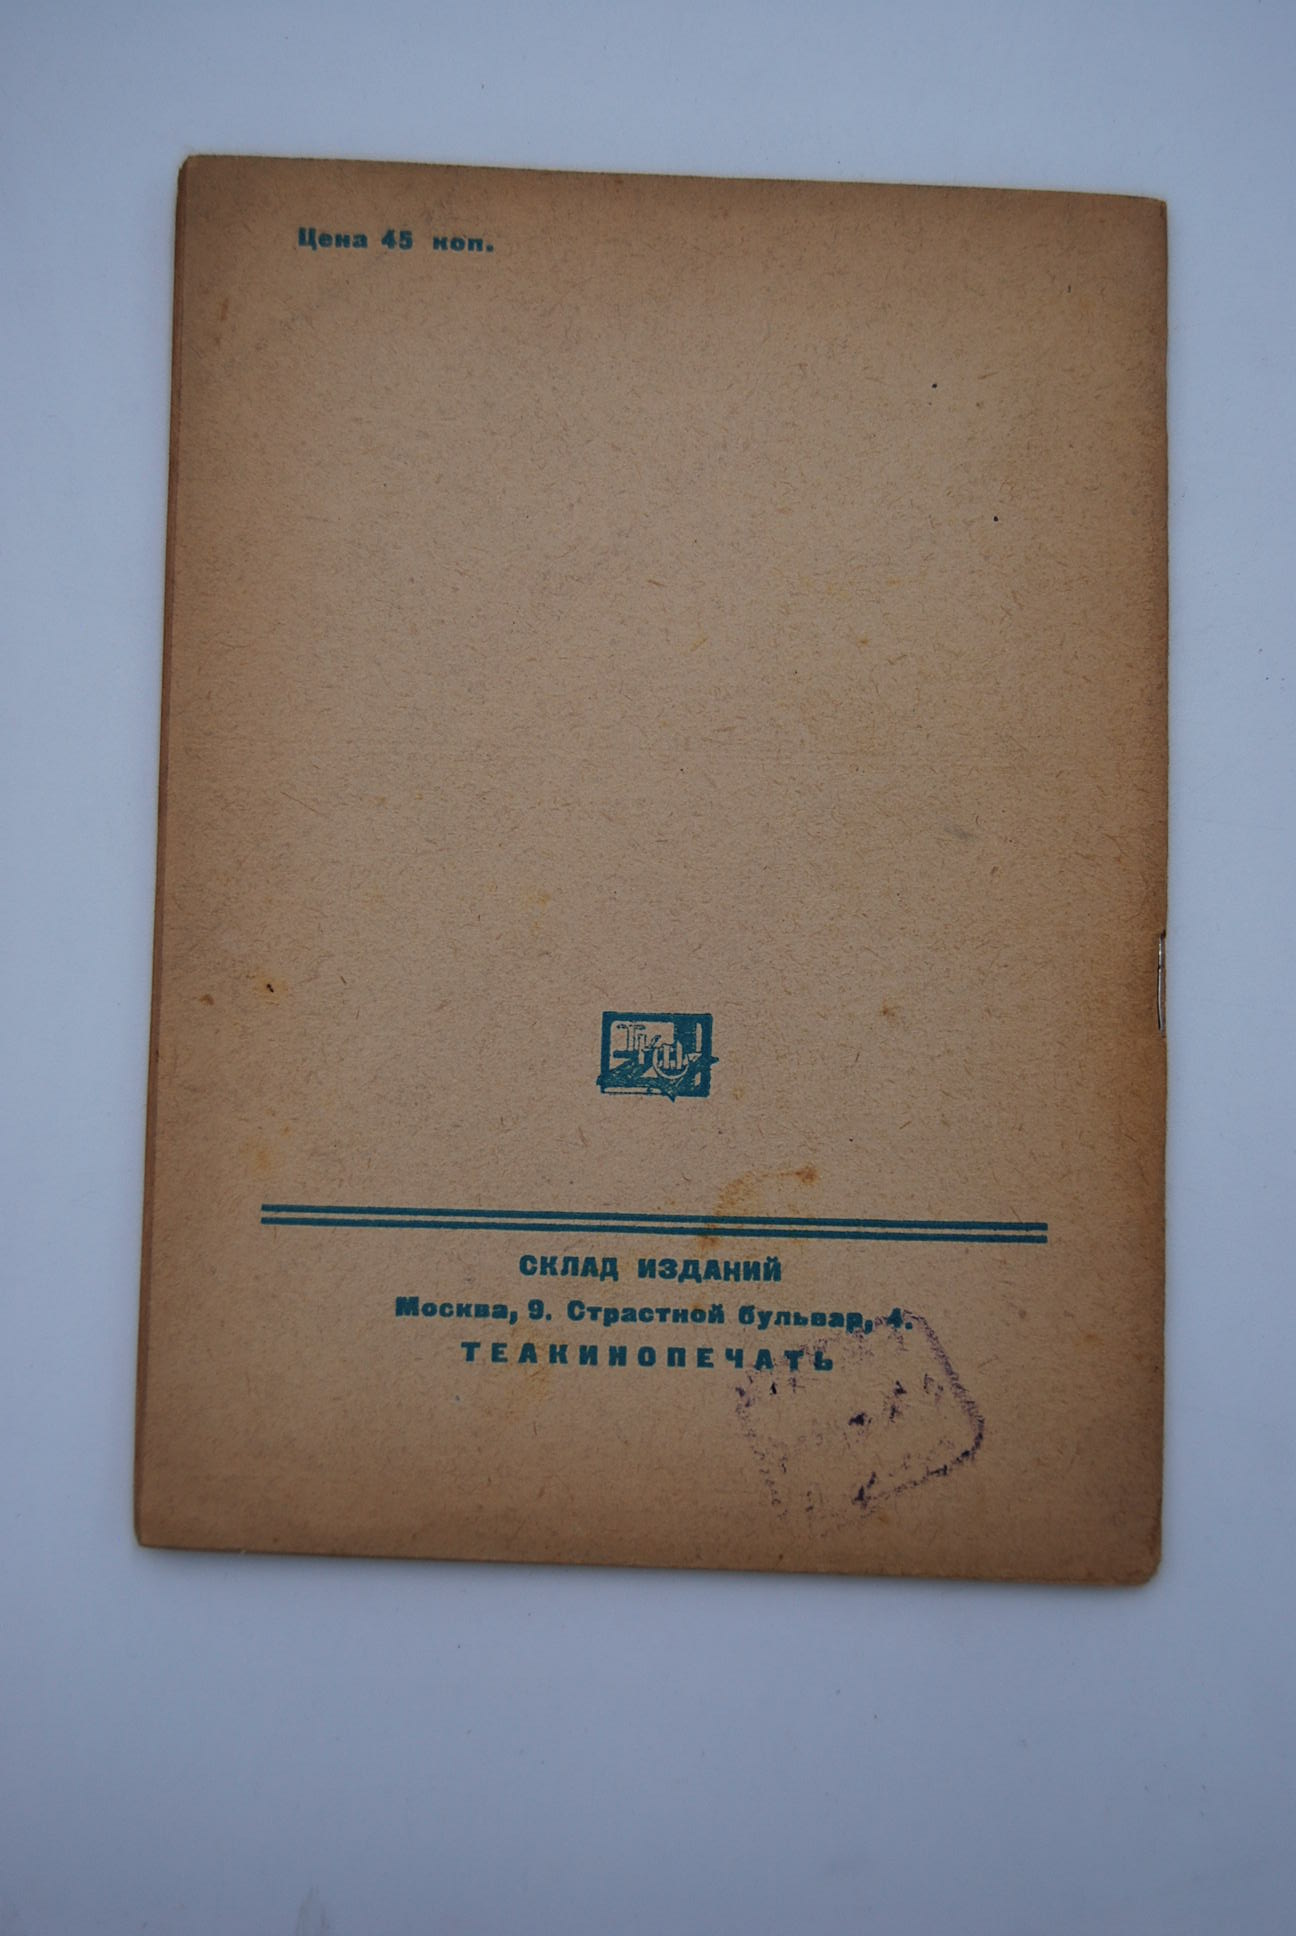 Цена 45 коп.
СКЛАД ИЗДАНИЙ
Москва, 9. Страстной бульвар, 4.
ТЕАКИНОПЕЧАТЬ